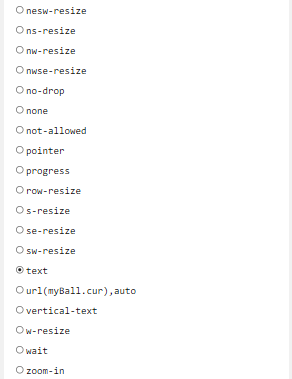 nesw-resize
ns-resize
nw-resize
nwse-resize
no-drop
none
not-allowed
pointer
progress
row-resize
s-resize
se-resize
sw-resize
text
url(myBall.cur),auto
vertical-text
w-resize
wait
zoom-in